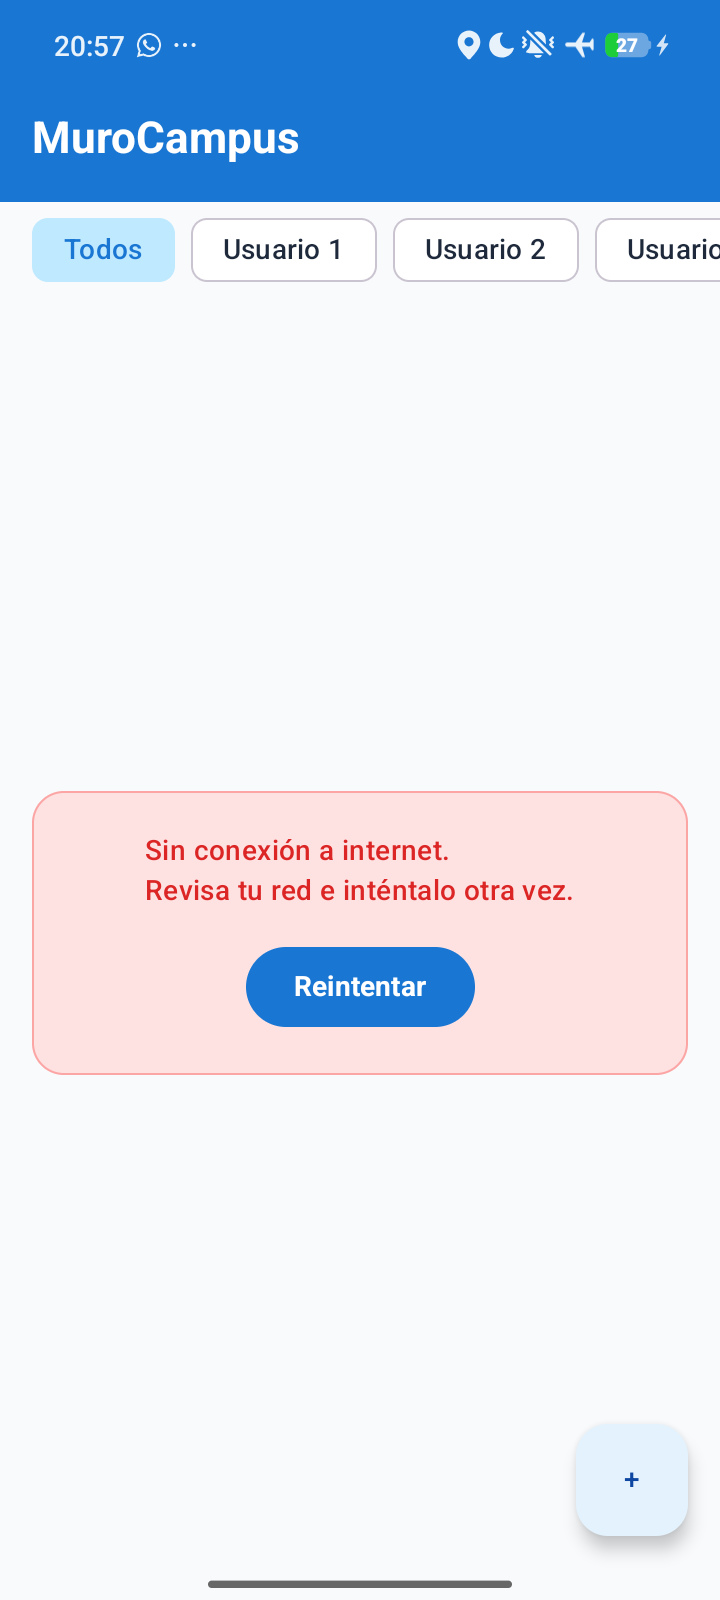 20:57
27
MuroCampus
Todos
Usuario 1
Usuario 2
Usuario
Sin conexión a internet.
Revisa tu red e inténtalo otra vez.
Reintentar
+